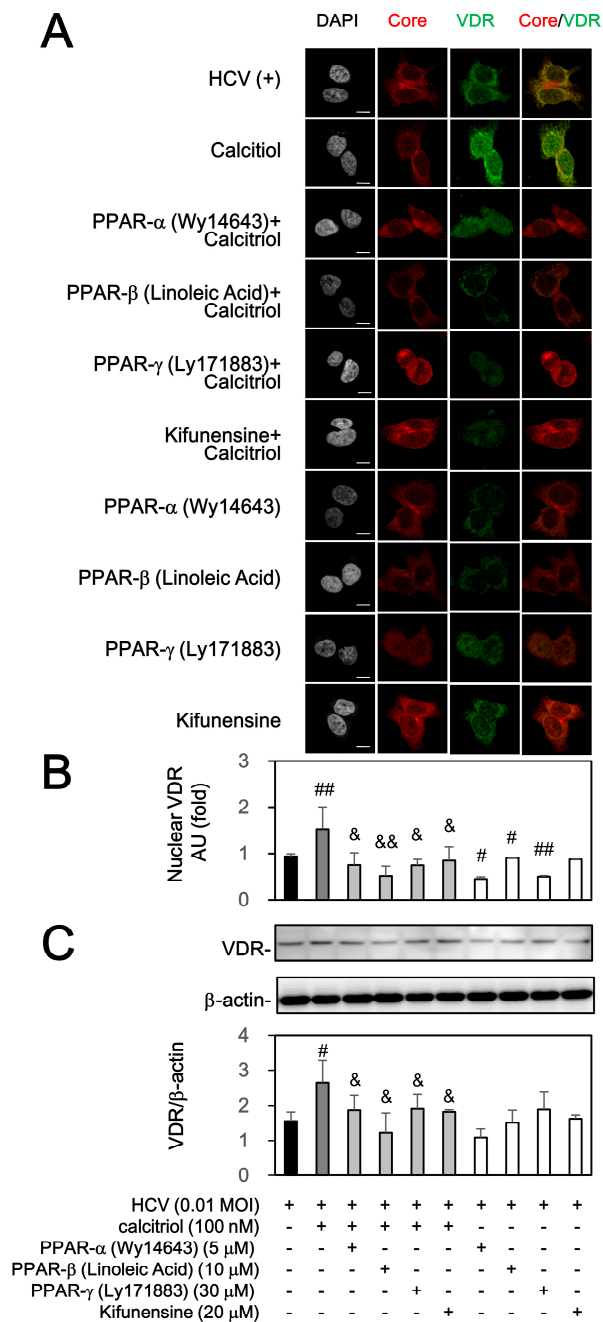 A
DAPI Core VDR Core/VDR
HCV (+)
Calcitiol
PPAR-α (Wy14643)+
Calcitriol
PPAR-β (Linoleic Acid)+
Calcitriol
PPAR-γ (Ly171883)+
Calcitriol
Kifunensine+
Calcitriol
PPAR-α (Wy14643)
PPAR-β (Linoleic Acid)
PPAR-γ (Ly171883)
Kifunensine
B
Nuclear VDR
AU (fold)
3
2
1
0
## & && & & # # ##
C
VDR-
β-actin-
VDR/β-actin
4
3
2
1
0
# & & & &
HCV (0.01 MOI) + + + + + + + + + +
calcitriol (100 nM) - + + + + + - - - -
PPAR-α (Wy14643) (5 μM) - - + - - - + - - -
PPAR-β (Linoleic Acid) (10 μM) - - - + - - - + - -
PPAR-γ (Ly171883) (30 μM) - - - - + - - - + -
Kifunensine (20 μM) - - - - - + - - - +